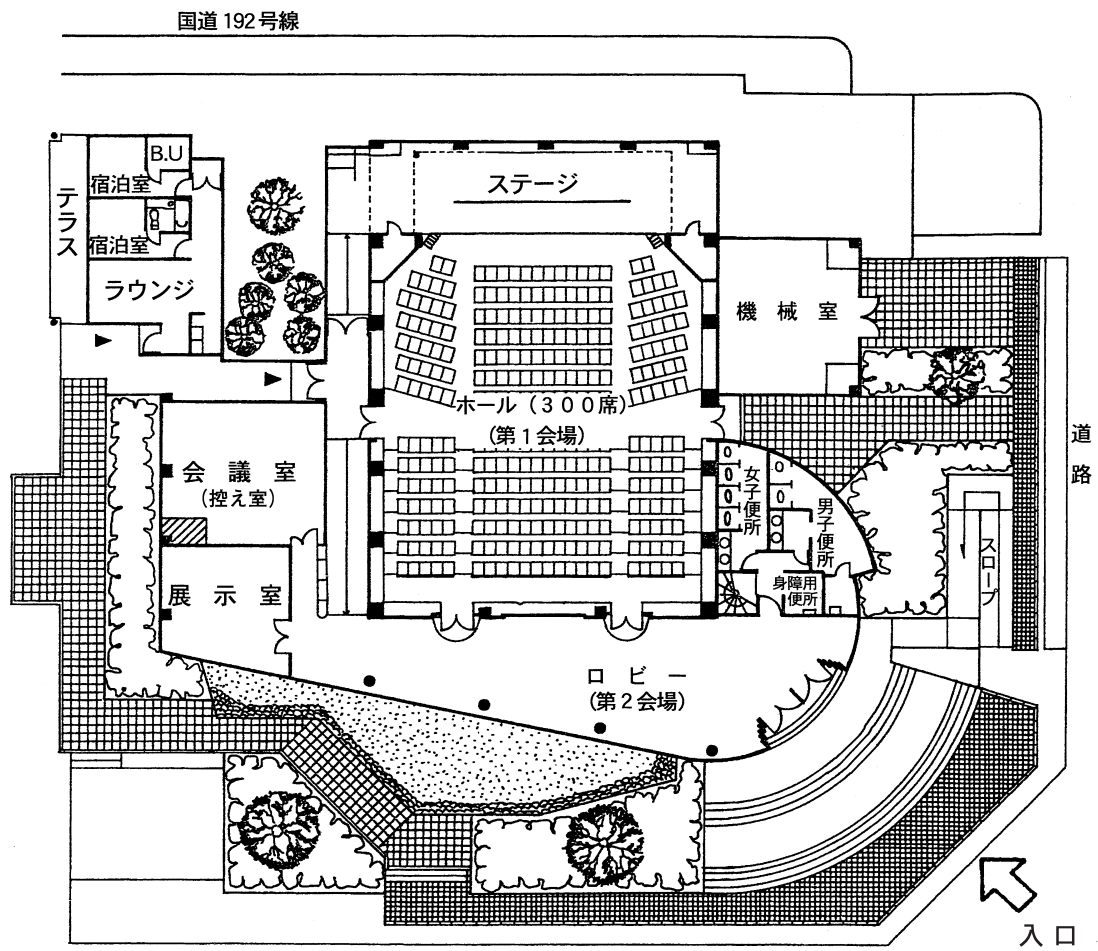 国道192号線
B.U
宿泊室
テラス
宿泊室
ラウンジ
ステージ
機械室
ホール(300席)
(第1会場)
道路
会議室
(控え室)
女子便所
男子便所
スロープ
展示室
身障用
便所
ロビー
(第2会場)
入口